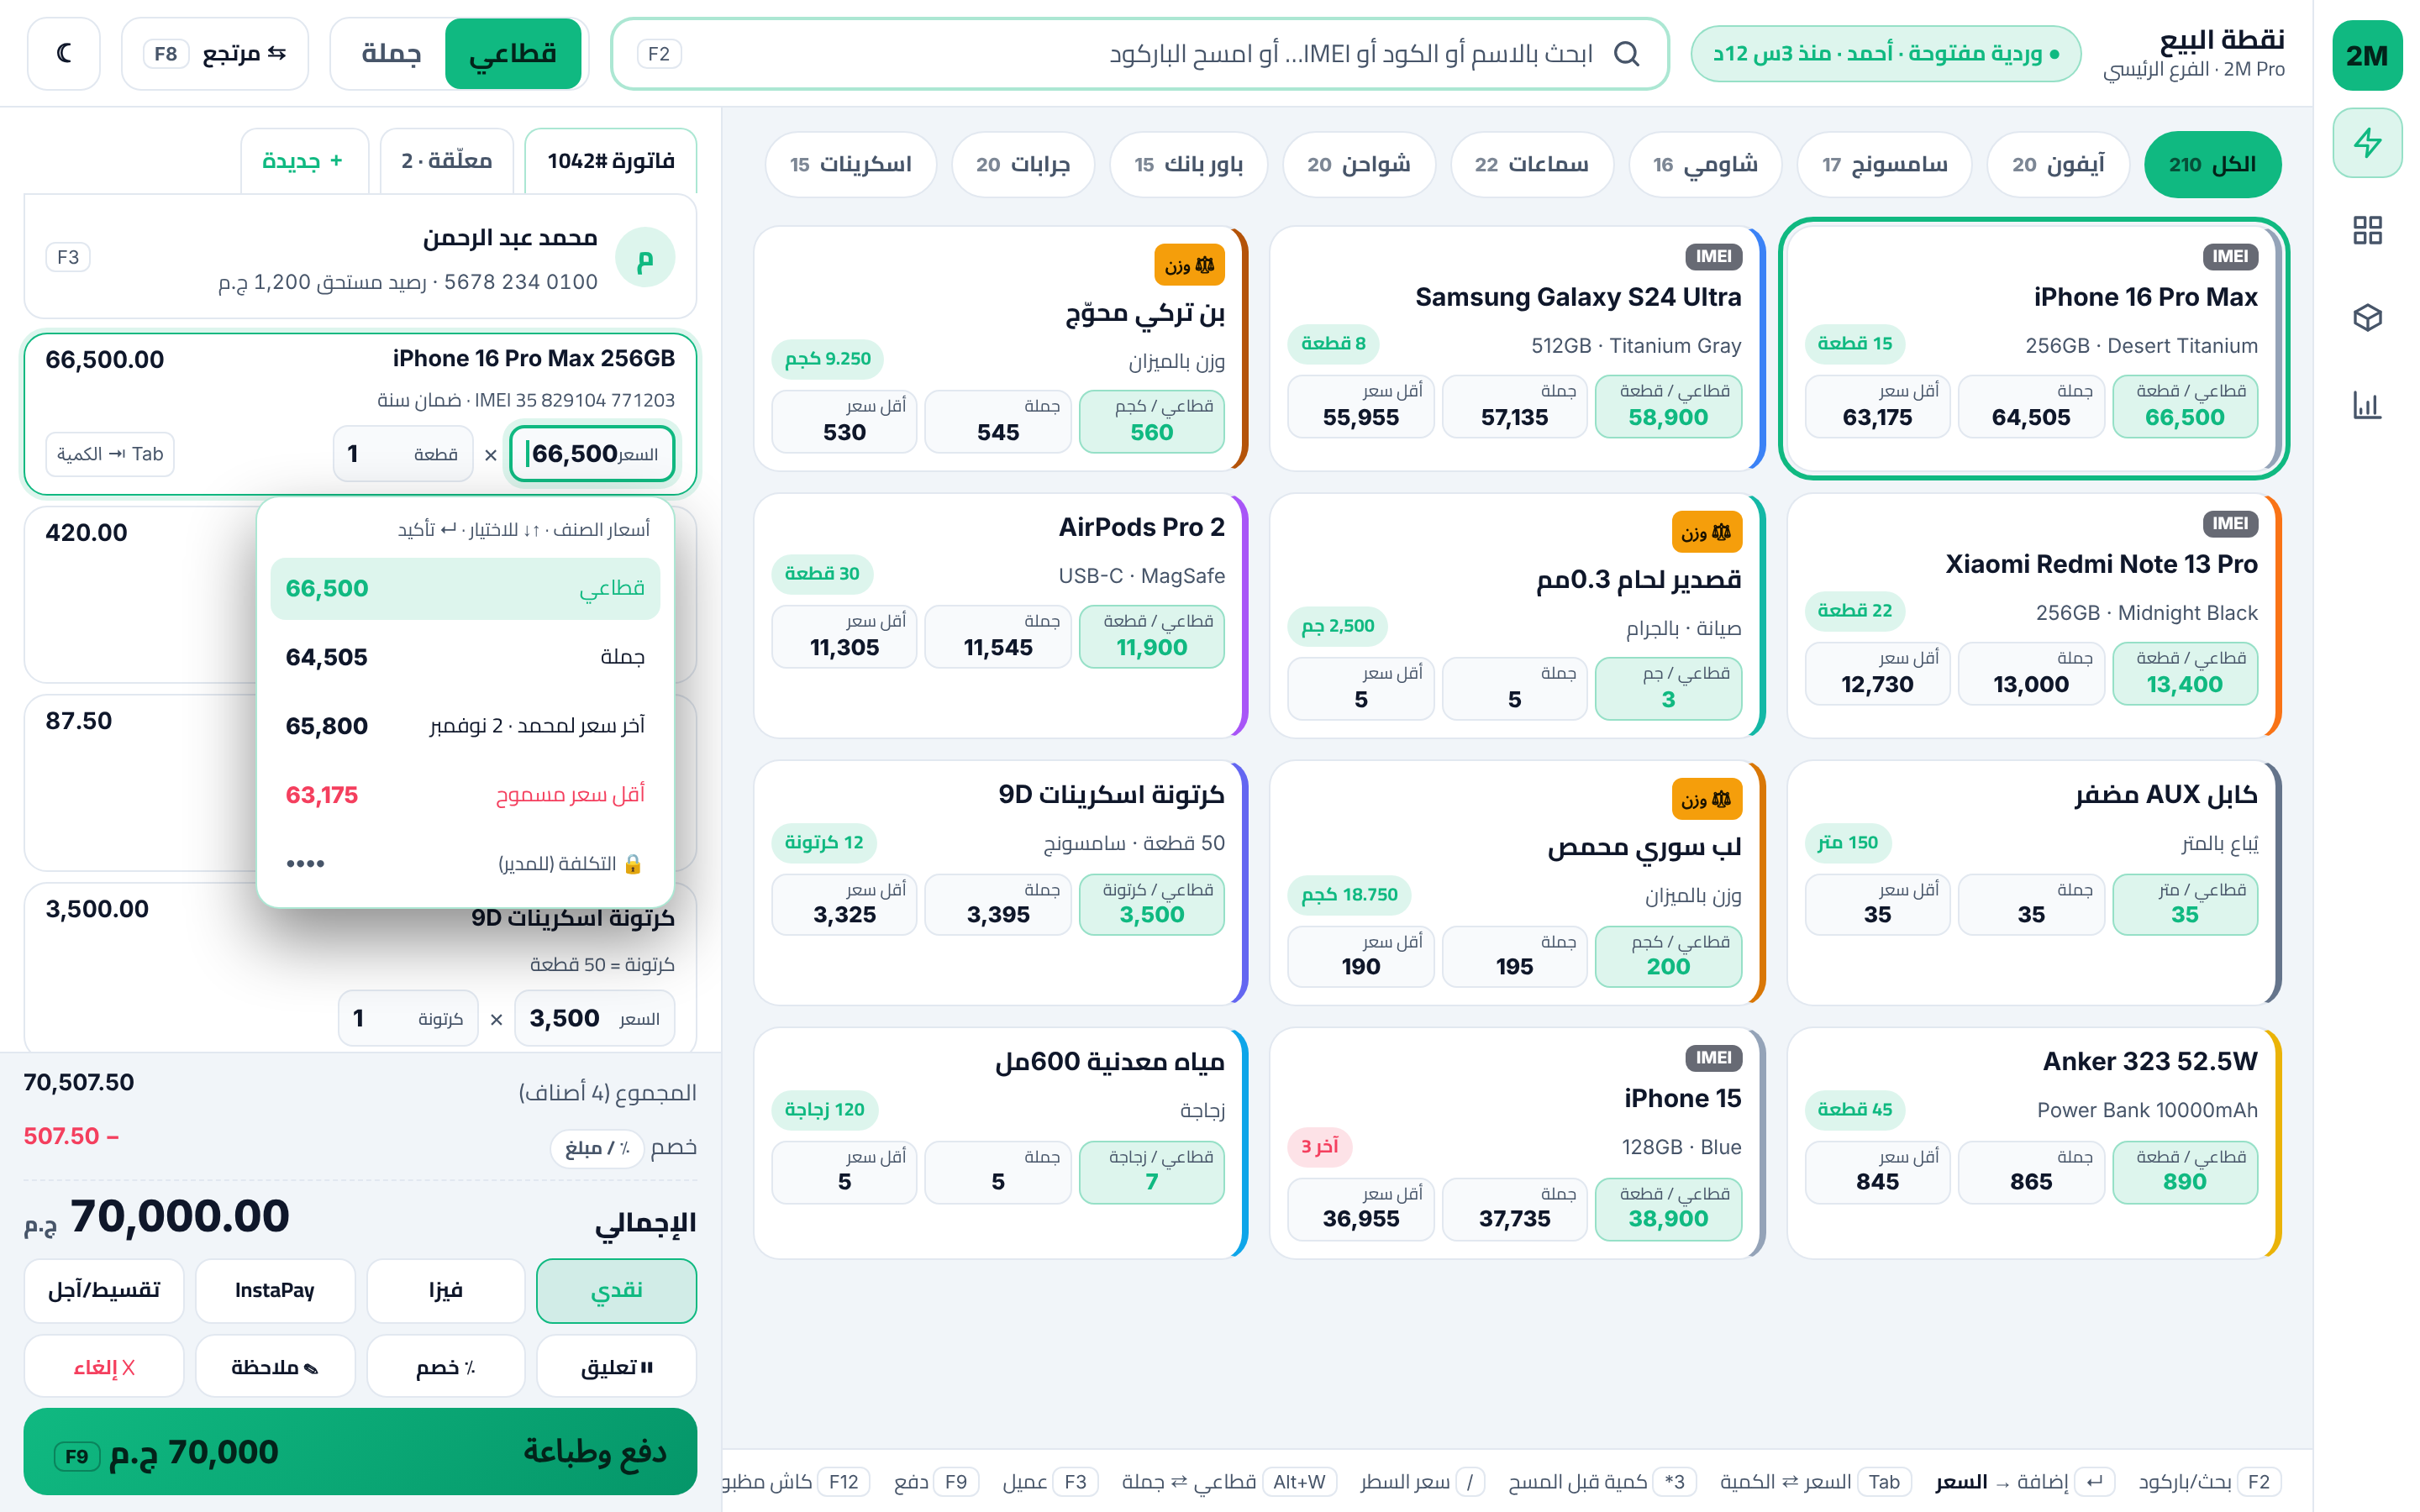 2M
نقطة البيع
2M Pro · الفرع الرئيسي
● وردية مفتوحة · أحمد · منذ 3س 12د
ابحث بالاسم أو الكود أو IMEI... أو امسح الباركود
F2
قطاعي
جملة
⇆ مرتجع F8
☾
الكل 210
آيفون 20
سامسونج 17
شاومي 16
سماعات 22
شواحن 20
باور بانك 15
جرابات 20
اسكرينات 15
IMEI
iPhone 16 Pro Max
256GB · Desert Titanium
15 قطعة
قطاعي / قطعة
66,500
جملة
64,505
أقل سعر
63,175
IMEI
Samsung Galaxy S24 Ultra
512GB · Titanium Gray
8 قطعة
قطاعي / قطعة
58,900
جملة
57,135
أقل سعر
55,955
⚖ وزن
بن تركي محوّج
وزن بالميزان
9.250 كجم
قطاعي / كجم
560
جملة
545
أقل سعر
530
IMEI
Xiaomi Redmi Note 13 Pro
256GB · Midnight Black
22 قطعة
قطاعي / قطعة
13,400
جملة
13,000
أقل سعر
12,730
⚖ وزن
قصدير لحام 0.3مم
صيانة · بالجرام
2,500 جم
قطاعي / جم
3
جملة
5
أقل سعر
5
AirPods Pro 2
USB-C · MagSafe
30 قطعة
قطاعي / قطعة
11,900
جملة
11,545
أقل سعر
11,305
كابل AUX مضفر
يُباع بالمتر
150 متر
قطاعي / متر
35
جملة
35
أقل سعر
35
⚖ وزن
لب سوري محمص
وزن بالميزان
18.750 كجم
قطاعي / كجم
200
جملة
195
أقل سعر
190
كرتونة اسكرينات 9D
50 قطعة · سامسونج
12 كرتونة
قطاعي / كرتونة
3,500
جملة
3,395
أقل سعر
3,325
Anker 323 52.5W
Power Bank 10000mAh
45 قطعة
قطاعي / قطعة
890
جملة
865
أقل سعر
845
IMEI
iPhone 15
128GB · Blue
آخر 3
قطاعي / قطعة
38,900
جملة
37,735
أقل سعر
36,955
مياه معدنية 600مل
زجاجة
120 زجاجة
قطاعي / زجاجة
7
جملة
5
أقل سعر
5
فاتورة #1042
معلّقة · 2
+ جديدة
م
محمد عبد الرحمن
0100 234 5678 · رصيد مستحق 1,200 ج.م
F3
iPhone 16 Pro Max 256GB
66,500.00
IMEI 35 829104 771203 · ضمان سنة
السعر 66,500 × 1 قطعة
Tab ⇥ الكمية
420.00
87.50
أسعار الصنف · ↑↓ للاختيار · ↵ تأكيد
قطاعي 66,500
جملة 64,505
آخر سعر لمحمد · 2 نوفمبر 65,800
أقل سعر مسموح 63,175
🔒 التكلفة (للمدير) ••••
كرتونة اسكرينات 9D
3,500.00
كرتونة = 50 قطعة
السعر 3,500 × 1 كرتونة
المجموع (4 أصناف) 70,507.50
خصم ٪ / مبلغ
− 507.50
الإجمالي 70,000.00 ج.م
نقدي
فيزا
InstaPay
تقسيط/آجل
⏸ تعليق
٪ خصم
✎ ملاحظة
☓ إلغاء
دفع وطباعة 70,000 ج.م F9
F2 بحث/باركود
↵ إضافة → السعر
Tab السعر ⇄ الكمية
3* كمية قبل المسح
/ سعر السطر
Alt+W قطاعي ⇄ جملة
F3 عميل
F9 دفع
F12 كاش